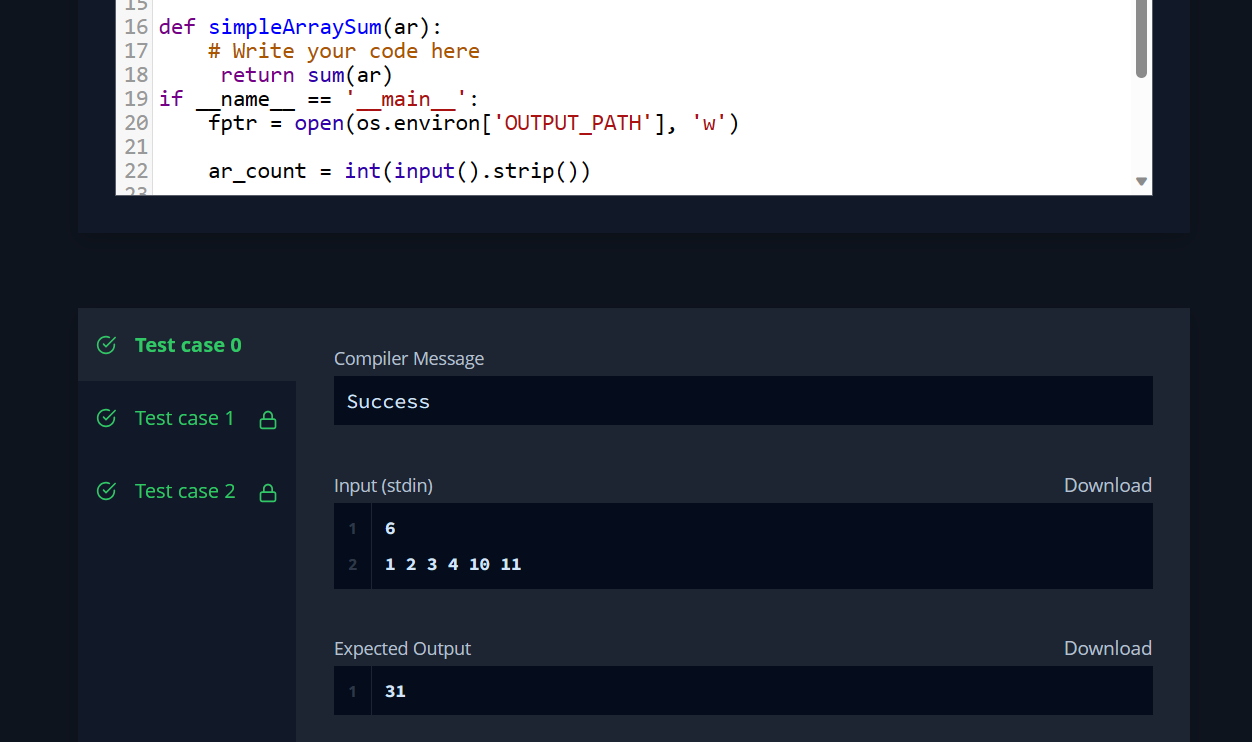 15
16 def simpleArraySum(ar):
17     # Write your code here
18      return sum(ar)
19 if __name__ == '__main__':
20     fptr = open(os.environ['OUTPUT_PATH'], 'w')
21
22     ar_count = int(input().strip())
23
Test case 0
Test case 1
Test case 2
Compiler Message
Success
Input (stdin) Download
1 6
2 1 2 3 4 10 11
Expected Output Download
1 31